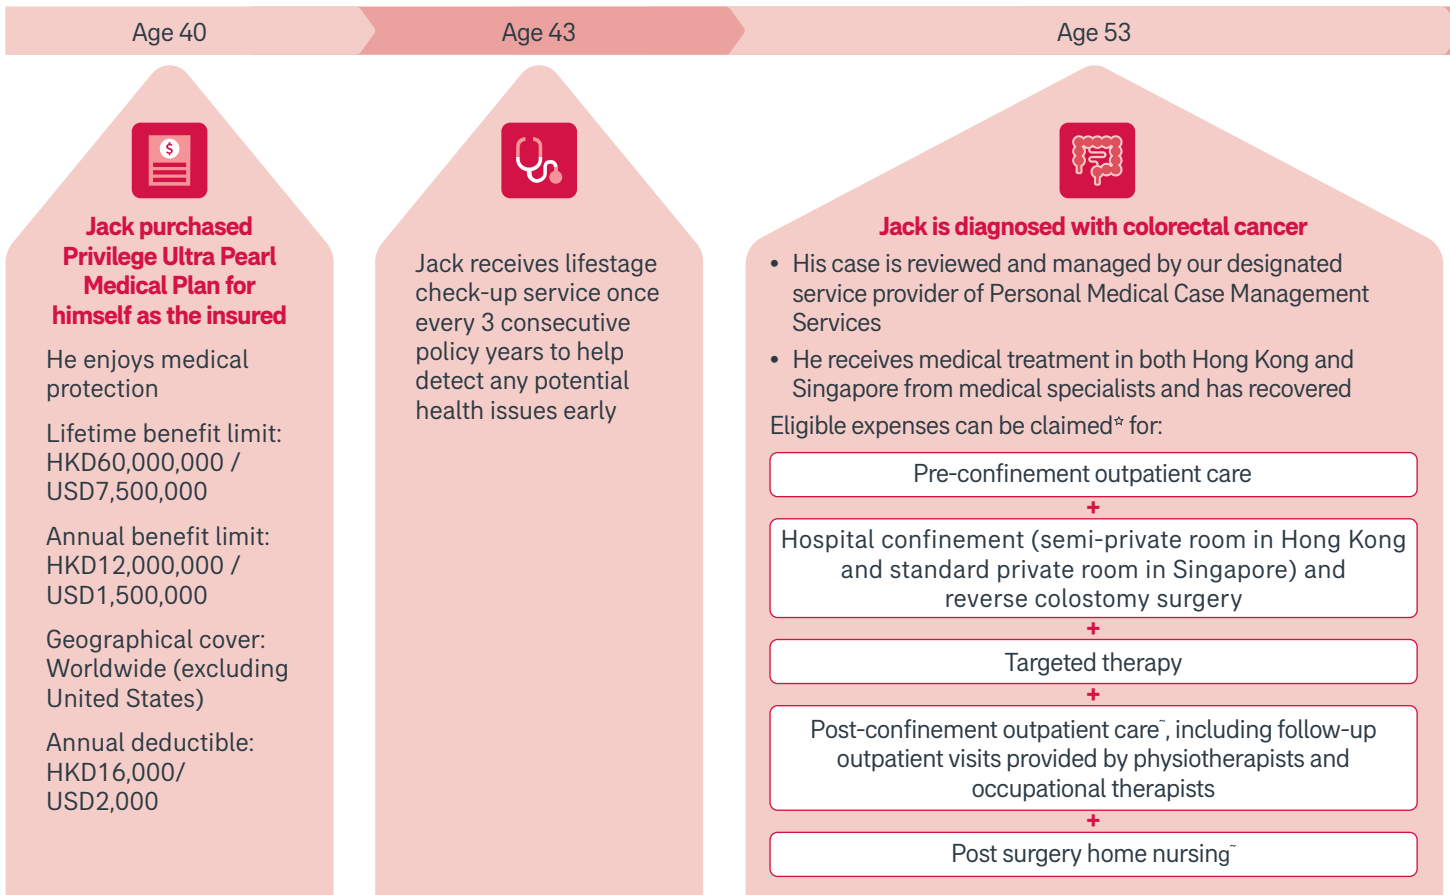 Age 40
Age 43
Age 53
$
Jack purchased
Privilege Ultra Pearl
Medical Plan for
himself as the insured
He enjoys medical
protection
Lifetime benefit limit:
HKD60,000,000 /
USD7,500,000
Annual benefit limit:
HKD12,000,000 /
USD1,500,000
Geographical cover:
Worldwide (excluding
United States)
Annual deductible:
HKD16,000/
USD2,000
Jack receives lifestage
check-up service once
every 3 consecutive
policy years to help
detect any potential
health issues early
Jack is diagnosed with colorectal cancer
• His case is reviewed and managed by our designated
service provider of Personal Medical Case Management
Services
• He receives medical treatment in both Hong Kong and
Singapore from medical specialists and has recovered
Eligible expenses can be claimed☆ for:
Pre-confinement outpatient care
+
Hospital confinement (semi-private room in Hong Kong
and standard private room in Singapore) and
reverse colostomy surgery
+
Targeted therapy
+
Post-confinement outpatient care~, including follow-up
outpatient visits provided by physiotherapists and
occupational therapists
+
Post surgery home nursing~